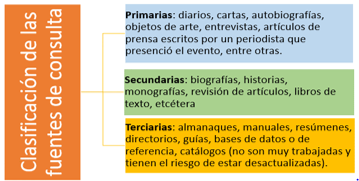 Clasificación de las
fuentes de consulta
Primarias: diarios, cartas, autobiografías,
objetos de arte, entrevistas, artículos de
prensa escritos por un periodista que
presenció el evento, entre otras.
Secundarias: biografías, historias,
monografías, revisión de artículos, libros de
texto, etcétera
Terciarias: almanaques, manuales, resúmenes,
directorios, guías, bases de datos o de
referencia, catálogos (no son muy trabajadas y
tienen el riesgo de estar desactualizadas).
.